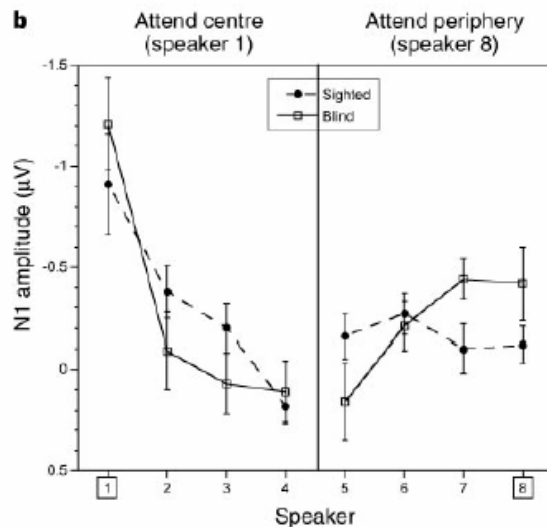 b
Attend centre
(speaker 1)
Attend periphery
(speaker 8)
-1.5
-1
-0.5
0
0.5
N1 amplitude (μV)
Sighted
Blind
1 2 3 4 5 6 7 8
Speaker